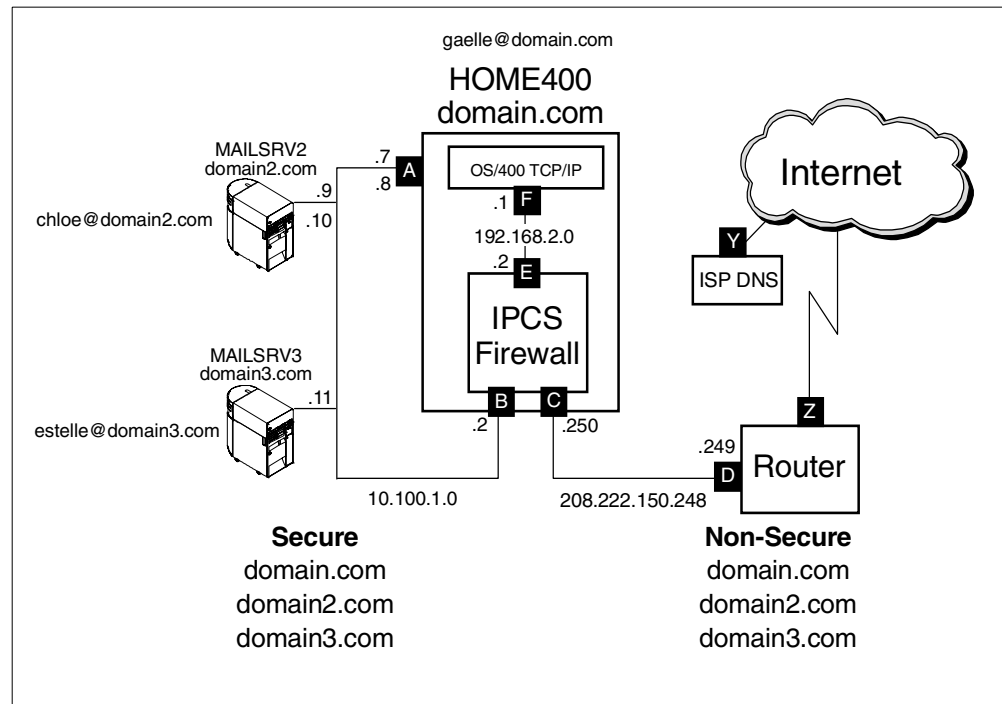 gaelle@domain.com
HOME400
domain.com
MAILSRV2
domain2.com
chloe@domain2.com
.9
.10
.7
.8
A
OS/400 TCP/IP
.1
F
192.168.2.0
.2
E
IPCS
Firewall
B
C
.2
.250
MAILSRV3
domain3.com
.11
estelle@domain3.com
10.100.1.0
208.222.150.248
Internet
Y
ISP DNS
Z
.249
D
Router
Secure
domain.com
domain2.com
domain3.com
Non-Secure
domain.com
domain2.com
domain3.com